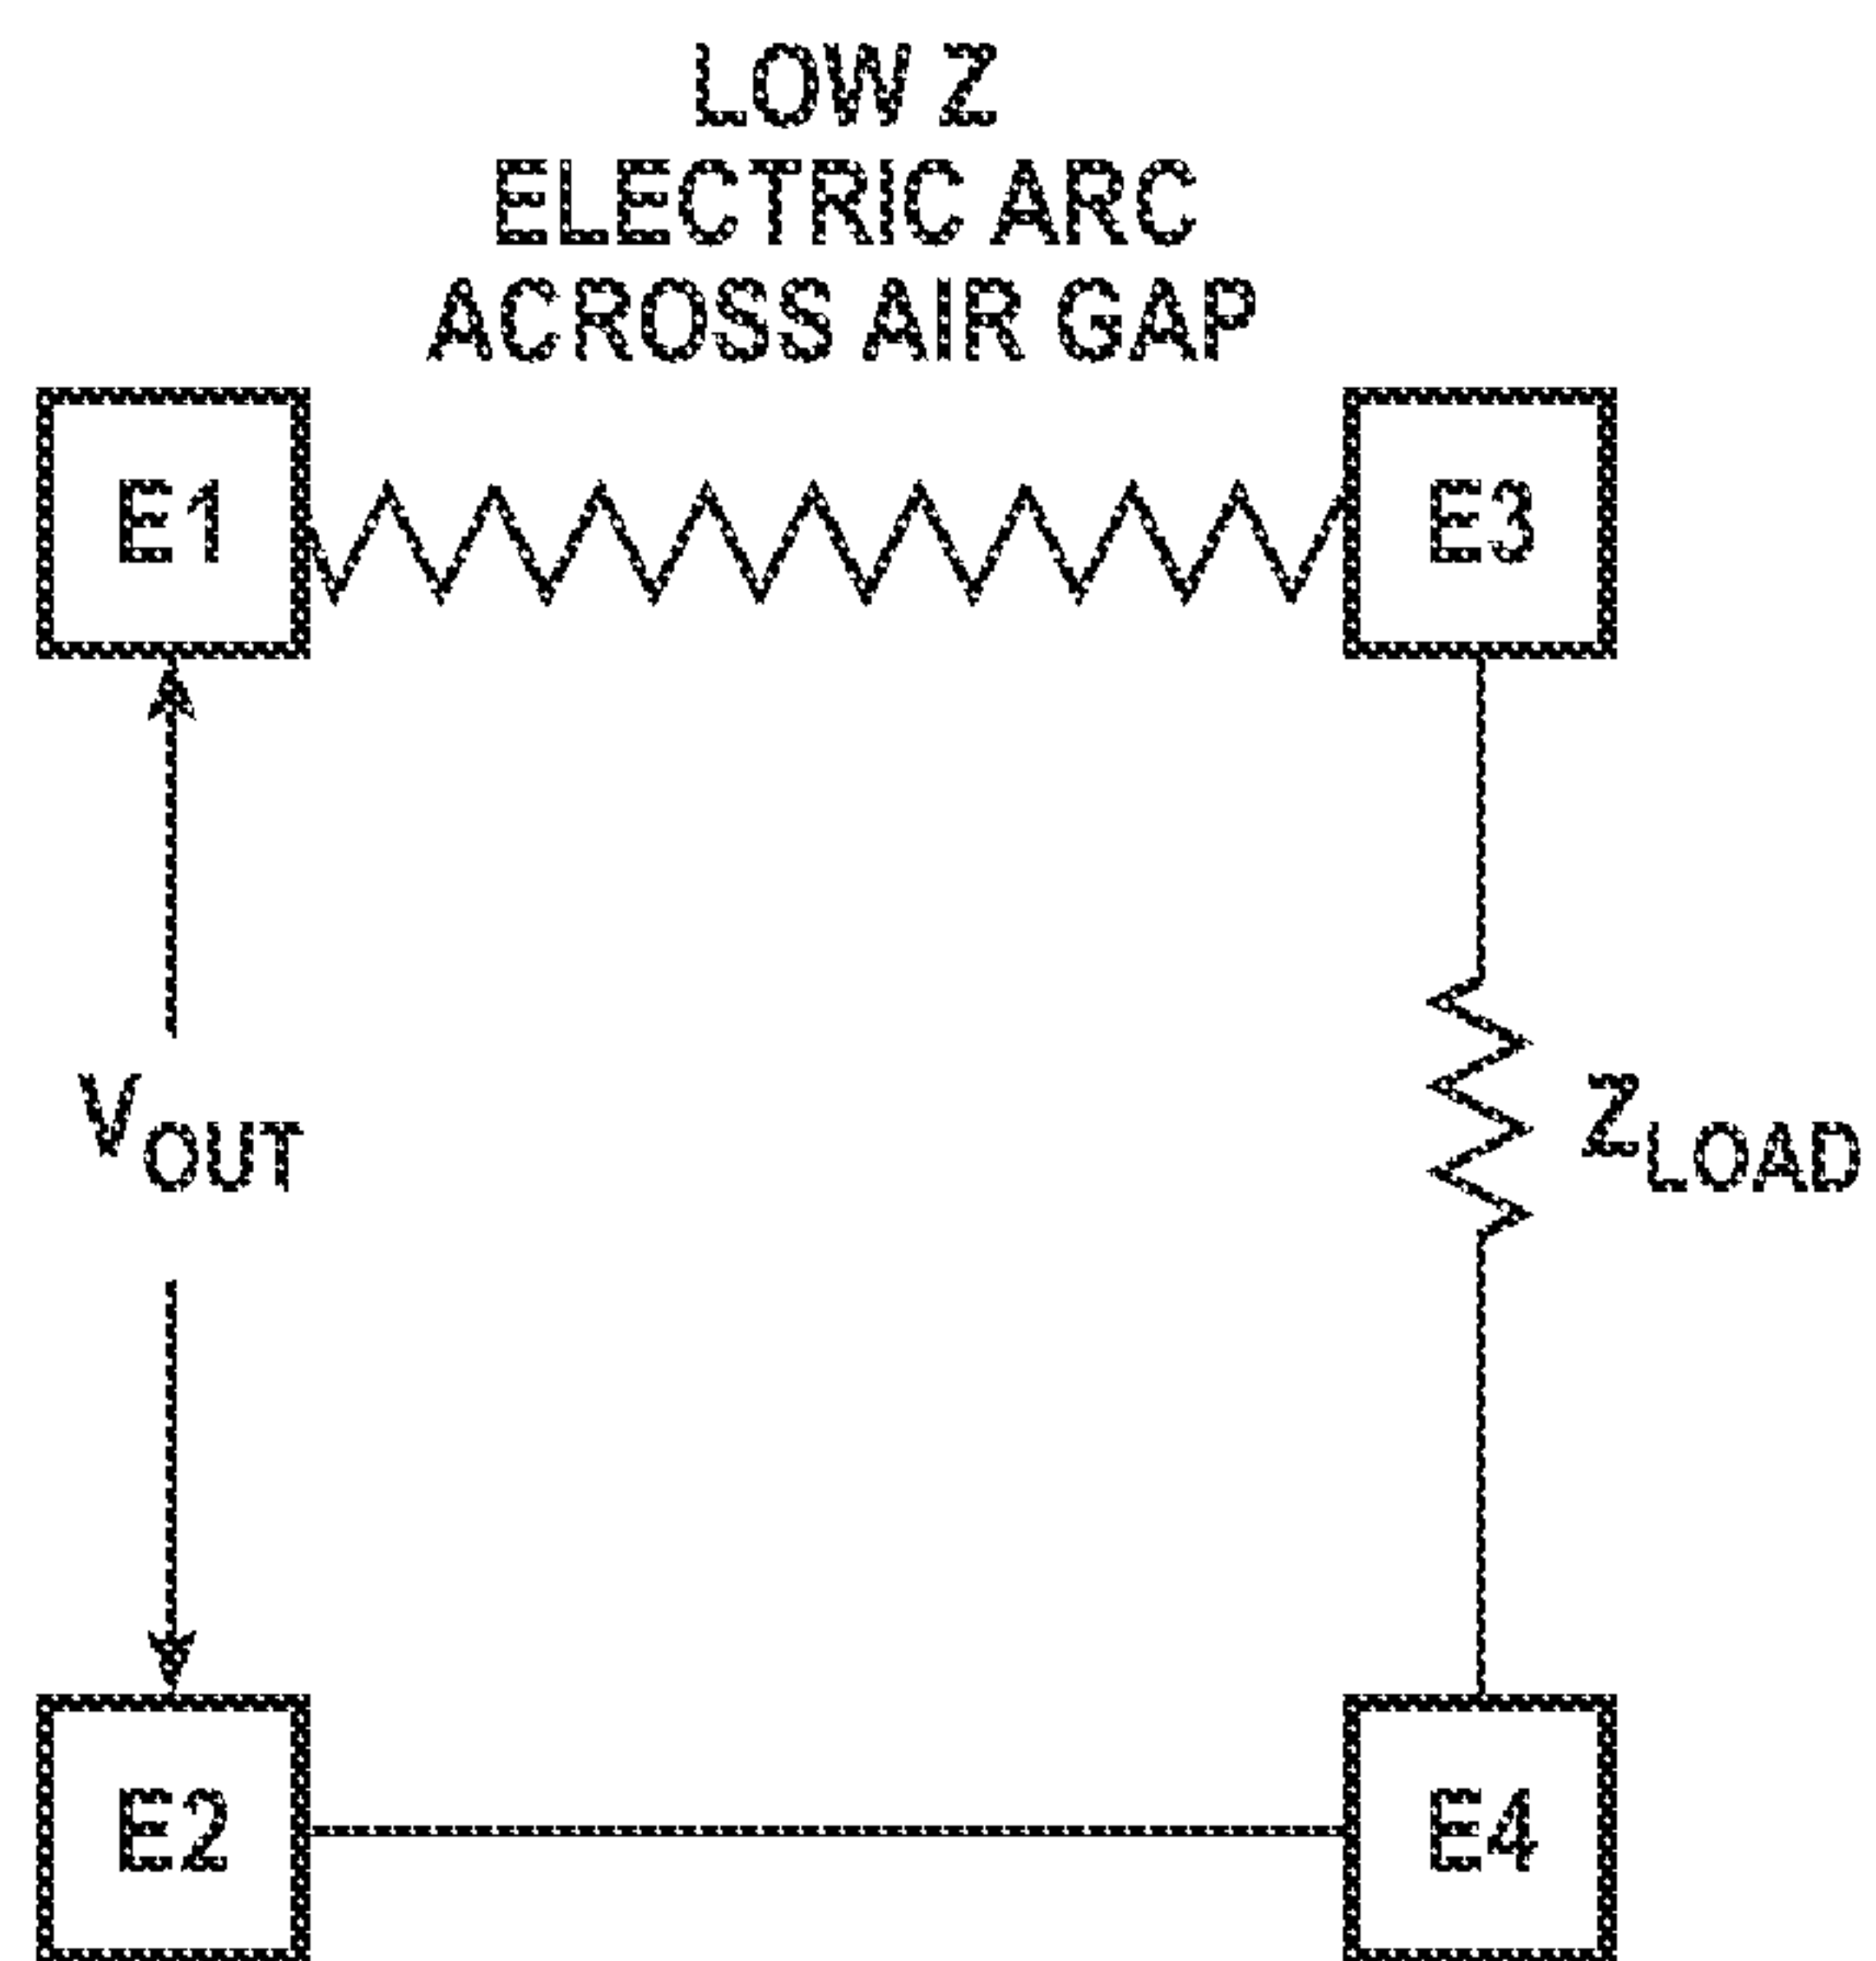 LOW Z
ELECTRIC ARC
ACROSS AIR GAP
E1
E3
VOUT
ZLOAD
E2
E4